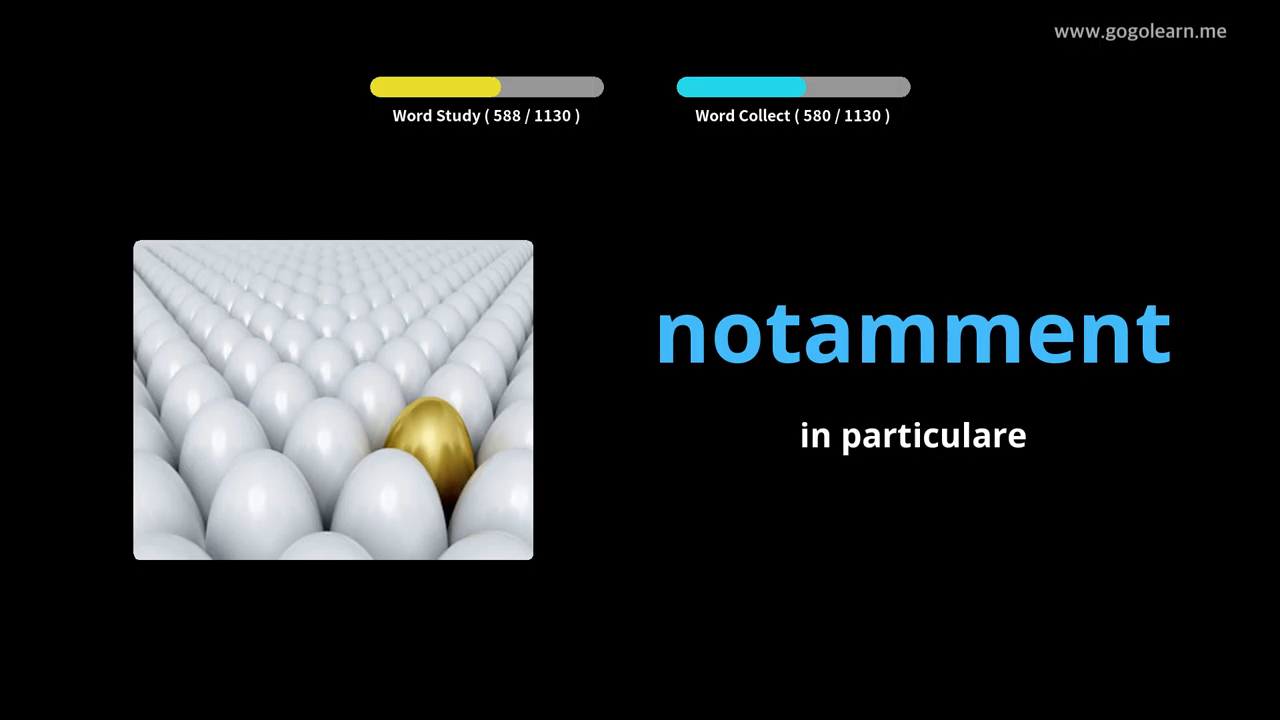 www.gogolearn.me
Word Study ( 588 / 1130 )
Word Collect ( 580 / 1130 )
notamment
in particulare